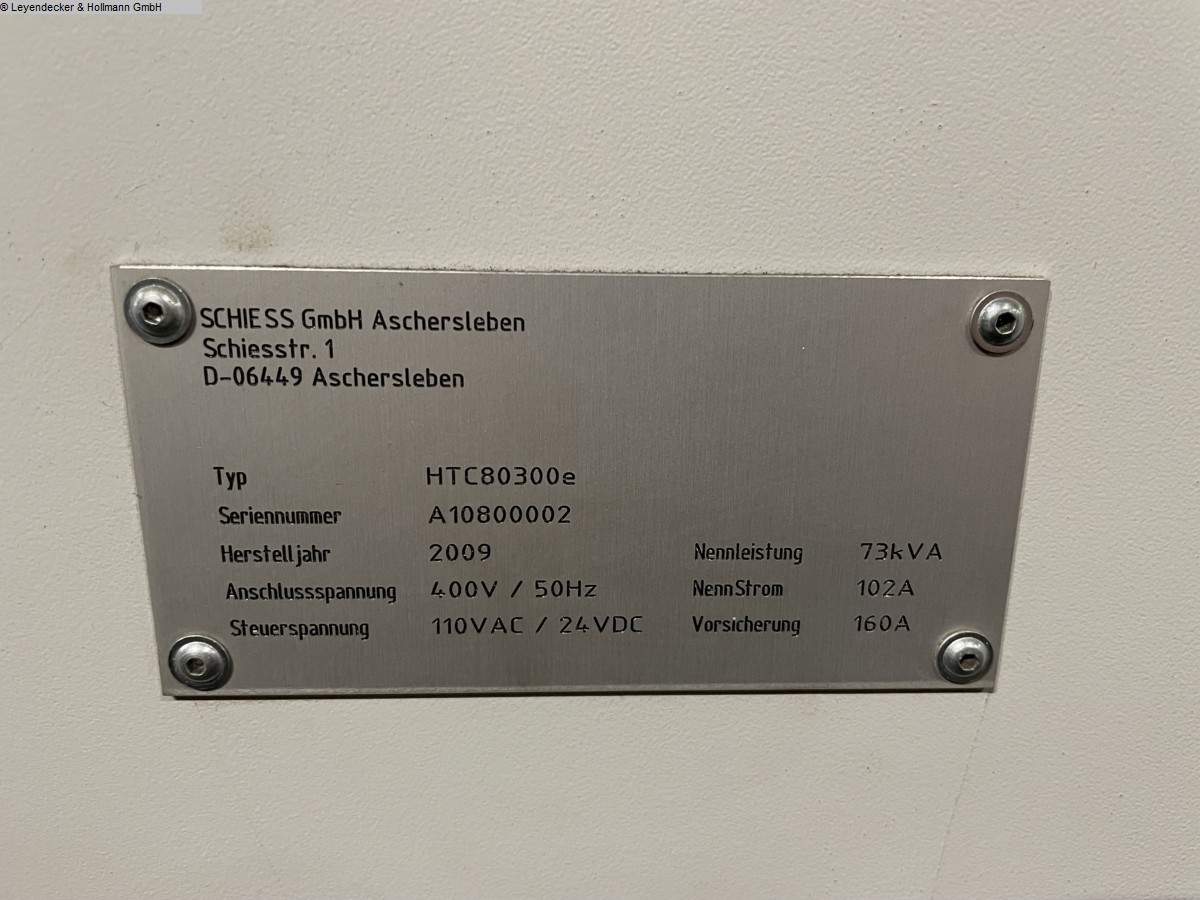 © Leyendecker & Hollmann GmbH
SCHIESS GmbH Aschersleben
Schiesstr. 1
D-06449 Aschersleben
Typ HTC80300e
Seriennummer A10800002
Herstelljahr 2009 Nennleistung 73kVA
Anschlussspannung 400V / 50Hz NennStrom 102A
Steuerspannung 110VAC / 24VDC Vorsicherung 160A